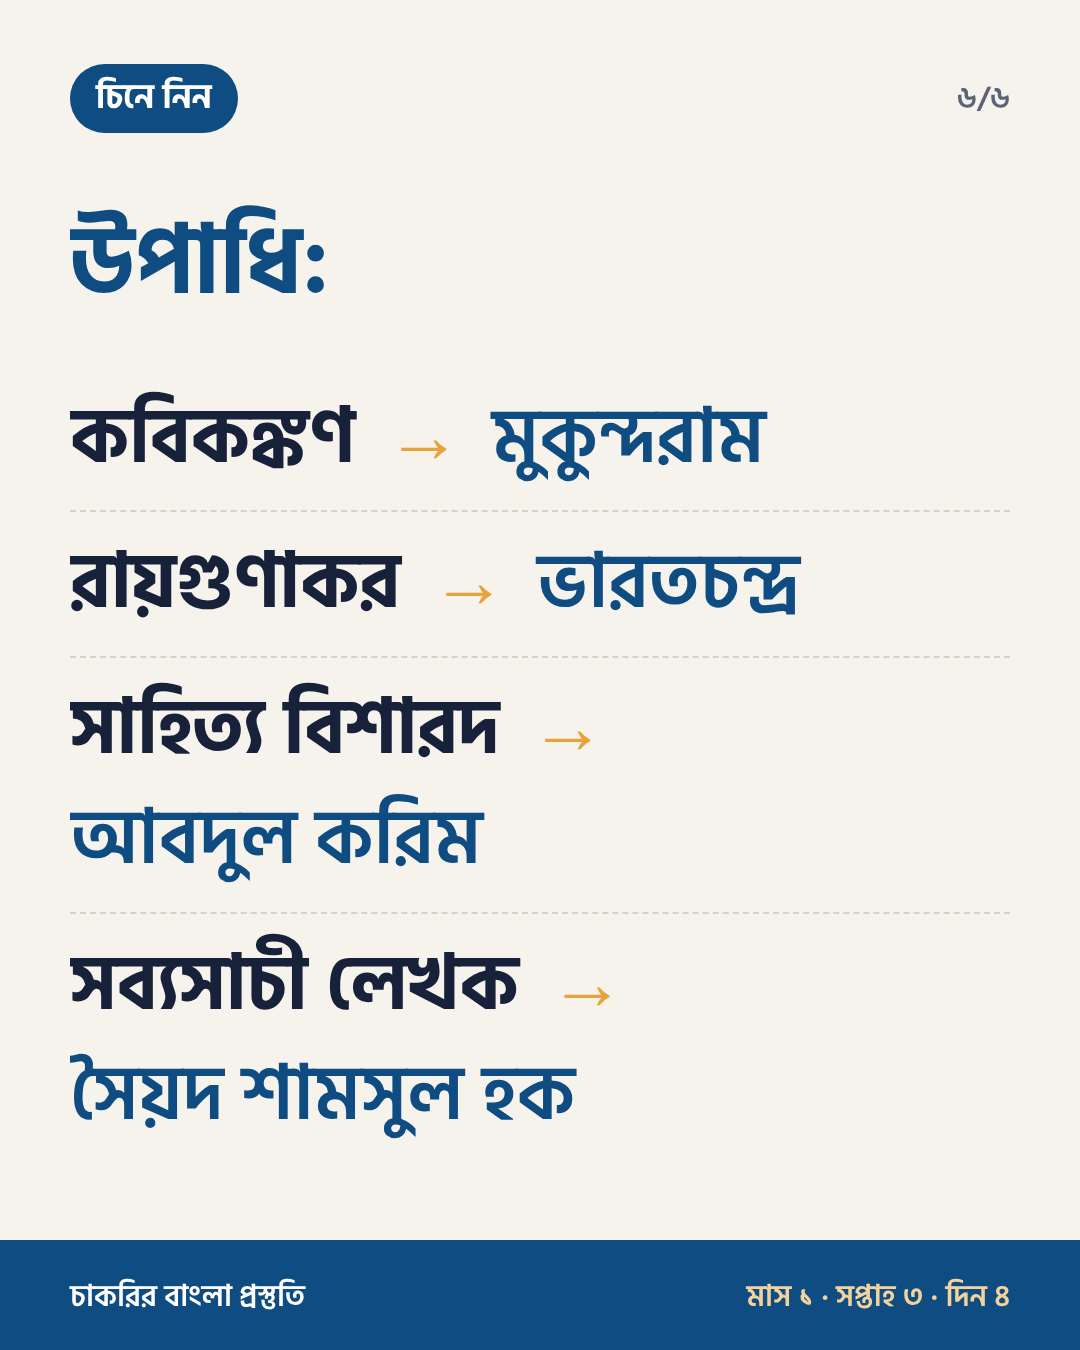 চিনে নিন
৬/৬
উপাধি:
কবিকঙ্কণ → মুকুন্দরাম
রায়গুণাকর → ভারতচন্দ্র
সাহিত্য বিশারদ →
আবদুল করিম
সব্যসাচী লেখক →
সৈয়দ শামসুল হক
চাকরির বাংলা প্রস্তুতি
মাস ১ · সপ্তাহ ৩ · দিন ৪